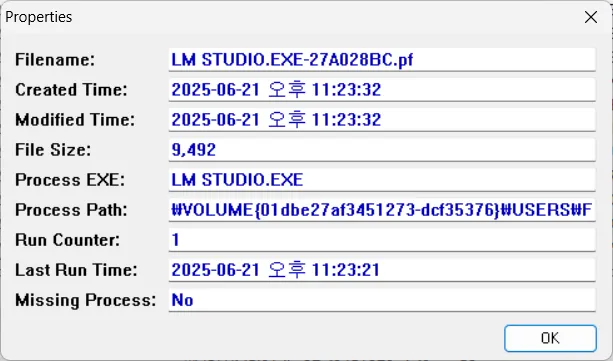 Properties
Filename: LM STUDIO.EXE-27A028BC.pf
Created Time: 2025-06-21 오후 11:23:32
Modified Time: 2025-06-21 오후 11:23:32
File Size: 9,492
Process EXE: LM STUDIO.EXE
Process Path: ₩VOLUME{01dbe27af3451273-dcf35376}₩USERS₩F
Run Counter: 1
Last Run Time: 2025-06-21 오후 11:23:21
Missing Process: No
OK